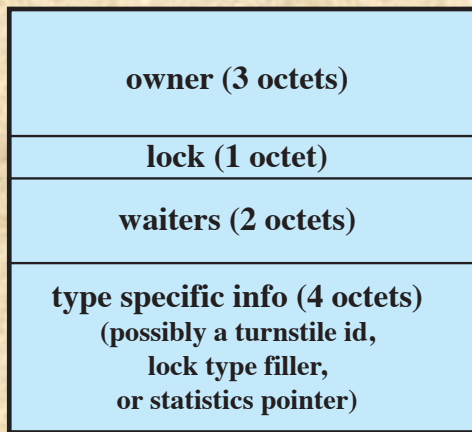 owner (3 octets)
lock (1 octet)
waiters (2 octets)
type specific info (4 octets)
(possibly a turnstile id,
lock type filler,
or statistics pointer)